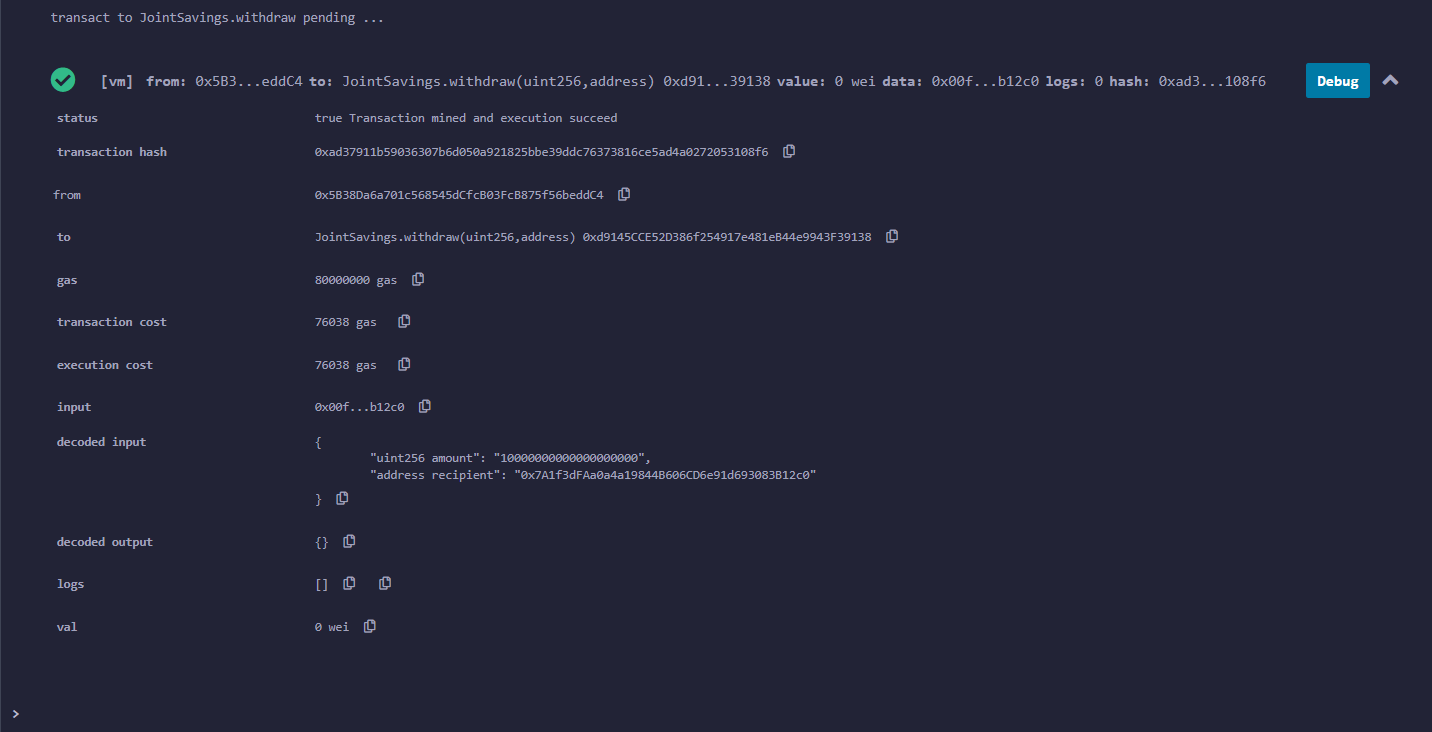 transact to JointSavings.withdraw pending ...
[vm] from: 0x5B3...eddC4 to: JointSavings.withdraw(uint256,address) 0xd91...39138 value: 0 wei data: 0x00f...b12c0 logs: 0 hash: 0xad3...108f6 Debug
status true Transaction mined and execution succeed
transaction hash 0xad37911b59036307b6d050a921825bbe39ddc76373816ce5ad4a0272053108f6
from 0x5B38Da6a701c568545dCfcB03FcB875f56beddC4
to JointSavings.withdraw(uint256,address) 0xd9145CCE52D386f254917e481eB44e9943F39138
gas 80000000 gas
transaction cost 76038 gas
execution cost 76038 gas
input 0x00f...b12c0
decoded input {
"uint256 amount": "10000000000000000000",
"address recipient": "0x7A1f3dFAa0a4a19844B606CD6e91d693083B12c0"
}
decoded output {}
logs []
val 0 wei
>